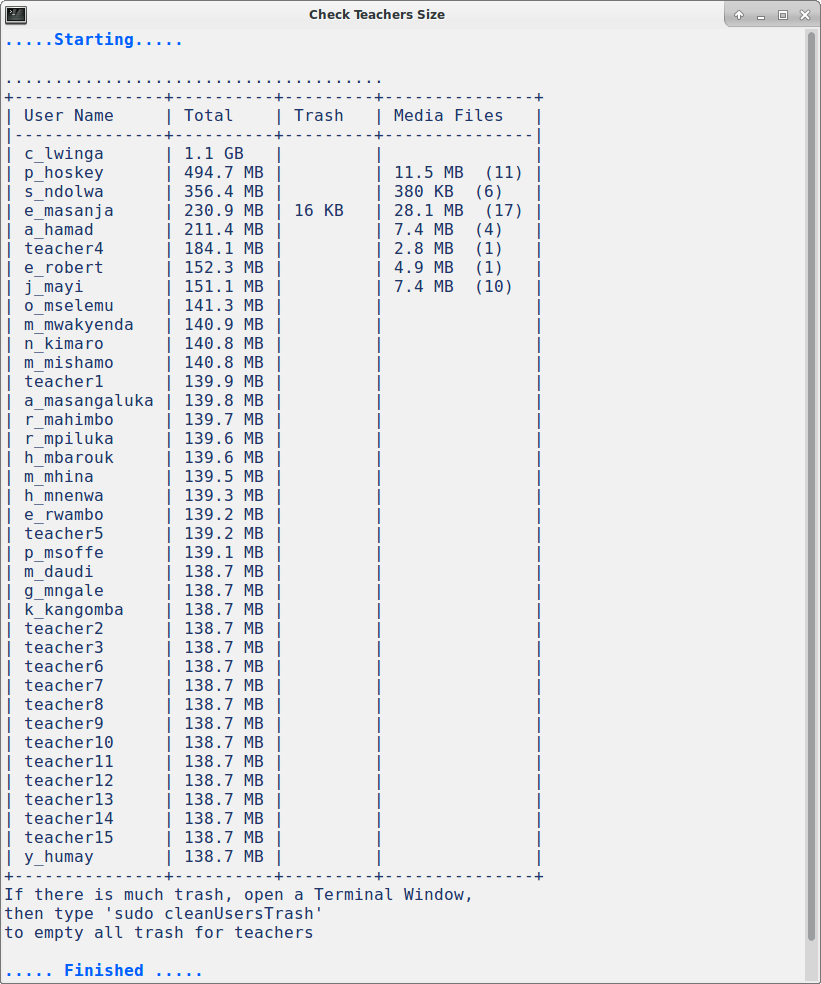 Check Teachers Size
.....Starting.....
......................................
+---------------+----------+---------+---------------+
| User Name     | Total    | Trash   | Media Files   |
|---------------+----------+---------+---------------|
| c_lwinga      | 1.1 GB   |         |               |
| p_hoskey      | 494.7 MB |         | 11.5 MB  (11) |
| s_ndolwa      | 356.4 MB |         | 380 KB  (6)   |
| e_masanja     | 230.9 MB | 16 KB   | 28.1 MB  (17) |
| a_hamad       | 211.4 MB |         | 7.4 MB  (4)   |
| teacher4      | 184.1 MB |         | 2.8 MB  (1)   |
| e_robert      | 152.3 MB |         | 4.9 MB  (1)   |
| j_mayi        | 151.1 MB |         | 7.4 MB  (10)  |
| o_mselemu     | 141.3 MB |         |               |
| m_mwakyenda   | 140.9 MB |         |               |
| n_kimaro      | 140.8 MB |         |               |
| m_mishamo     | 140.8 MB |         |               |
| teacher1      | 139.9 MB |         |               |
| a_masangaluka | 139.8 MB |         |               |
| r_mahimbo     | 139.7 MB |         |               |
| r_mpiluka     | 139.6 MB |         |               |
| h_mbarouk     | 139.6 MB |         |               |
| m_mhina       | 139.5 MB |         |               |
| h_mnenwa      | 139.3 MB |         |               |
| e_rwambo      | 139.2 MB |         |               |
| teacher5      | 139.2 MB |         |               |
| p_msoffe      | 139.1 MB |         |               |
| m_daudi       | 138.7 MB |         |               |
| g_mngale      | 138.7 MB |         |               |
| k_kangomba    | 138.7 MB |         |               |
| teacher2      | 138.7 MB |         |               |
| teacher3      | 138.7 MB |         |               |
| teacher6      | 138.7 MB |         |               |
| teacher7      | 138.7 MB |         |               |
| teacher8      | 138.7 MB |         |               |
| teacher9      | 138.7 MB |         |               |
| teacher10     | 138.7 MB |         |               |
| teacher11     | 138.7 MB |         |               |
| teacher12     | 138.7 MB |         |               |
| teacher13     | 138.7 MB |         |               |
| teacher14     | 138.7 MB |         |               |
| teacher15     | 138.7 MB |         |               |
| y_humay       | 138.7 MB |         |               |
+---------------+----------+---------+---------------+
If there is much trash, open a Terminal Window,
then type 'sudo cleanUsersTrash'
to empty all trash for teachers
..... Finished .....